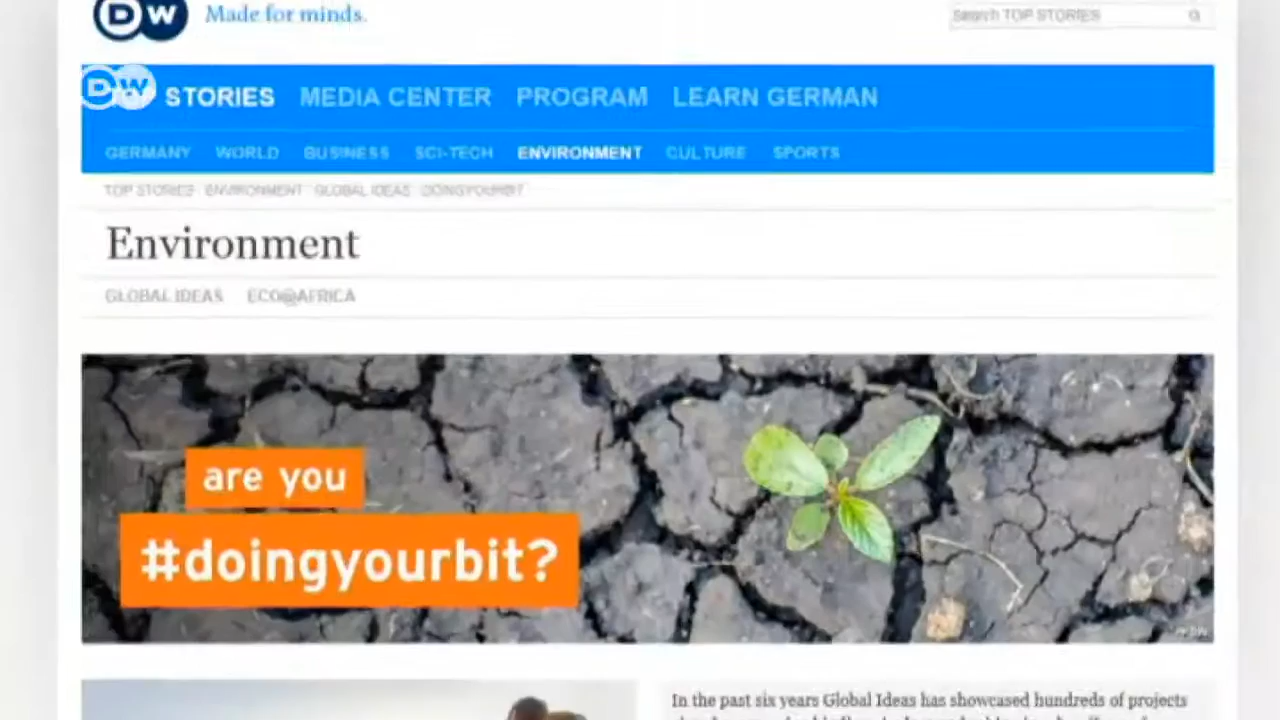 DW Made for minds.
Search TOP STORIES
DW
STORIES MEDIA CENTER PROGRAM LEARN GERMAN
GERMANY WORLD BUSINESS SCI-TECH ENVIRONMENT CULTURE SPORTS
TOP STORIES ENVIRONMENT GLOBAL IDEAS DOINGYOURBIT
Environment
GLOBAL IDEAS ECO@AFRICA
are you
#doingyourbit?
In the past six years Global Ideas has showcased hundreds of projects